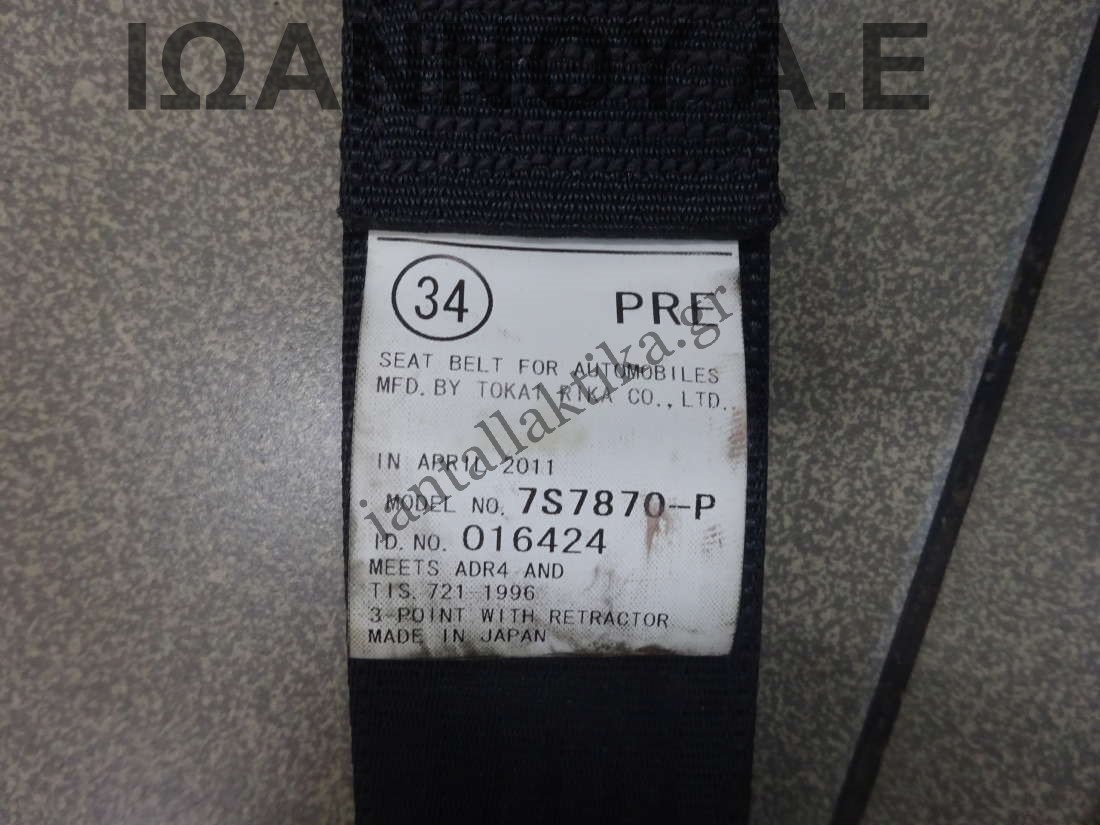 ΙΩΑΝΝΟΥ Α.Ε
34 PRE
SEAT BELT FOR AUTOMOBILES
MFD. BY TOKAI RIKA CO., LTD.
IN APRIL 2011
MODEL NO. 7S7870-P
ID. NO. 016424
MEETS ADR4 AND
TIS. 721-1996
3-POINT WITH RETRACTOR
MADE IN JAPAN
iantallaktika.gr